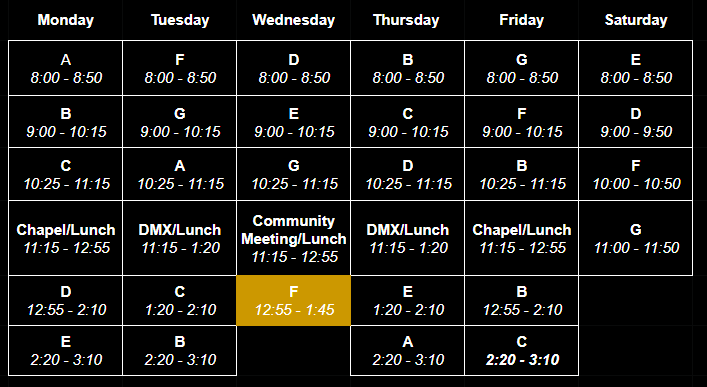 Monday Tuesday Wednesday Thursday Friday Saturday
A F D B G E
8:00 - 8:50 8:00 - 8:50 8:00 - 8:50 8:00 - 8:50 8:00 - 8:50 8:00 - 8:50
B G E C F D
9:00 - 10:15 9:00 - 10:15 9:00 - 10:15 9:00 - 10:15 9:00 - 10:15 9:00 - 9:50
C A G D B F
10:25 - 11:15 10:25 - 11:15 10:25 - 11:15 10:25 - 11:15 10:25 - 11:15 10:00 - 10:50
Chapel/Lunch DMX/Lunch Community Meeting/Lunch DMX/Lunch Chapel/Lunch G
11:15 - 12:55 11:15 - 1:20 11:15 - 12:55 11:15 - 1:20 11:15 - 12:55 11:00 - 11:50
D C F E B
12:55 - 2:10 1:20 - 2:10 12:55 - 1:45 1:20 - 2:10 12:55 - 2:10
E B A C
2:20 - 3:10 2:20 - 3:10 2:20 - 3:10 2:20 - 3:10